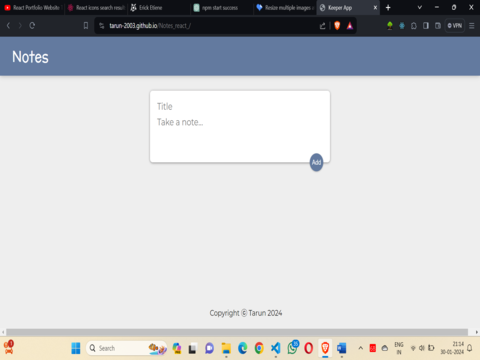 React Portfolio Website
React icons search result
Erick Efiene
npm start success
Resize multiple images
Keeper App
tarun-2003.github.io/Notes_react_/
VPN
Notes
Title
Take a note...
Add
Copyright © Tarun 2024
Search
ENG
IN
21:14
30-01-2024